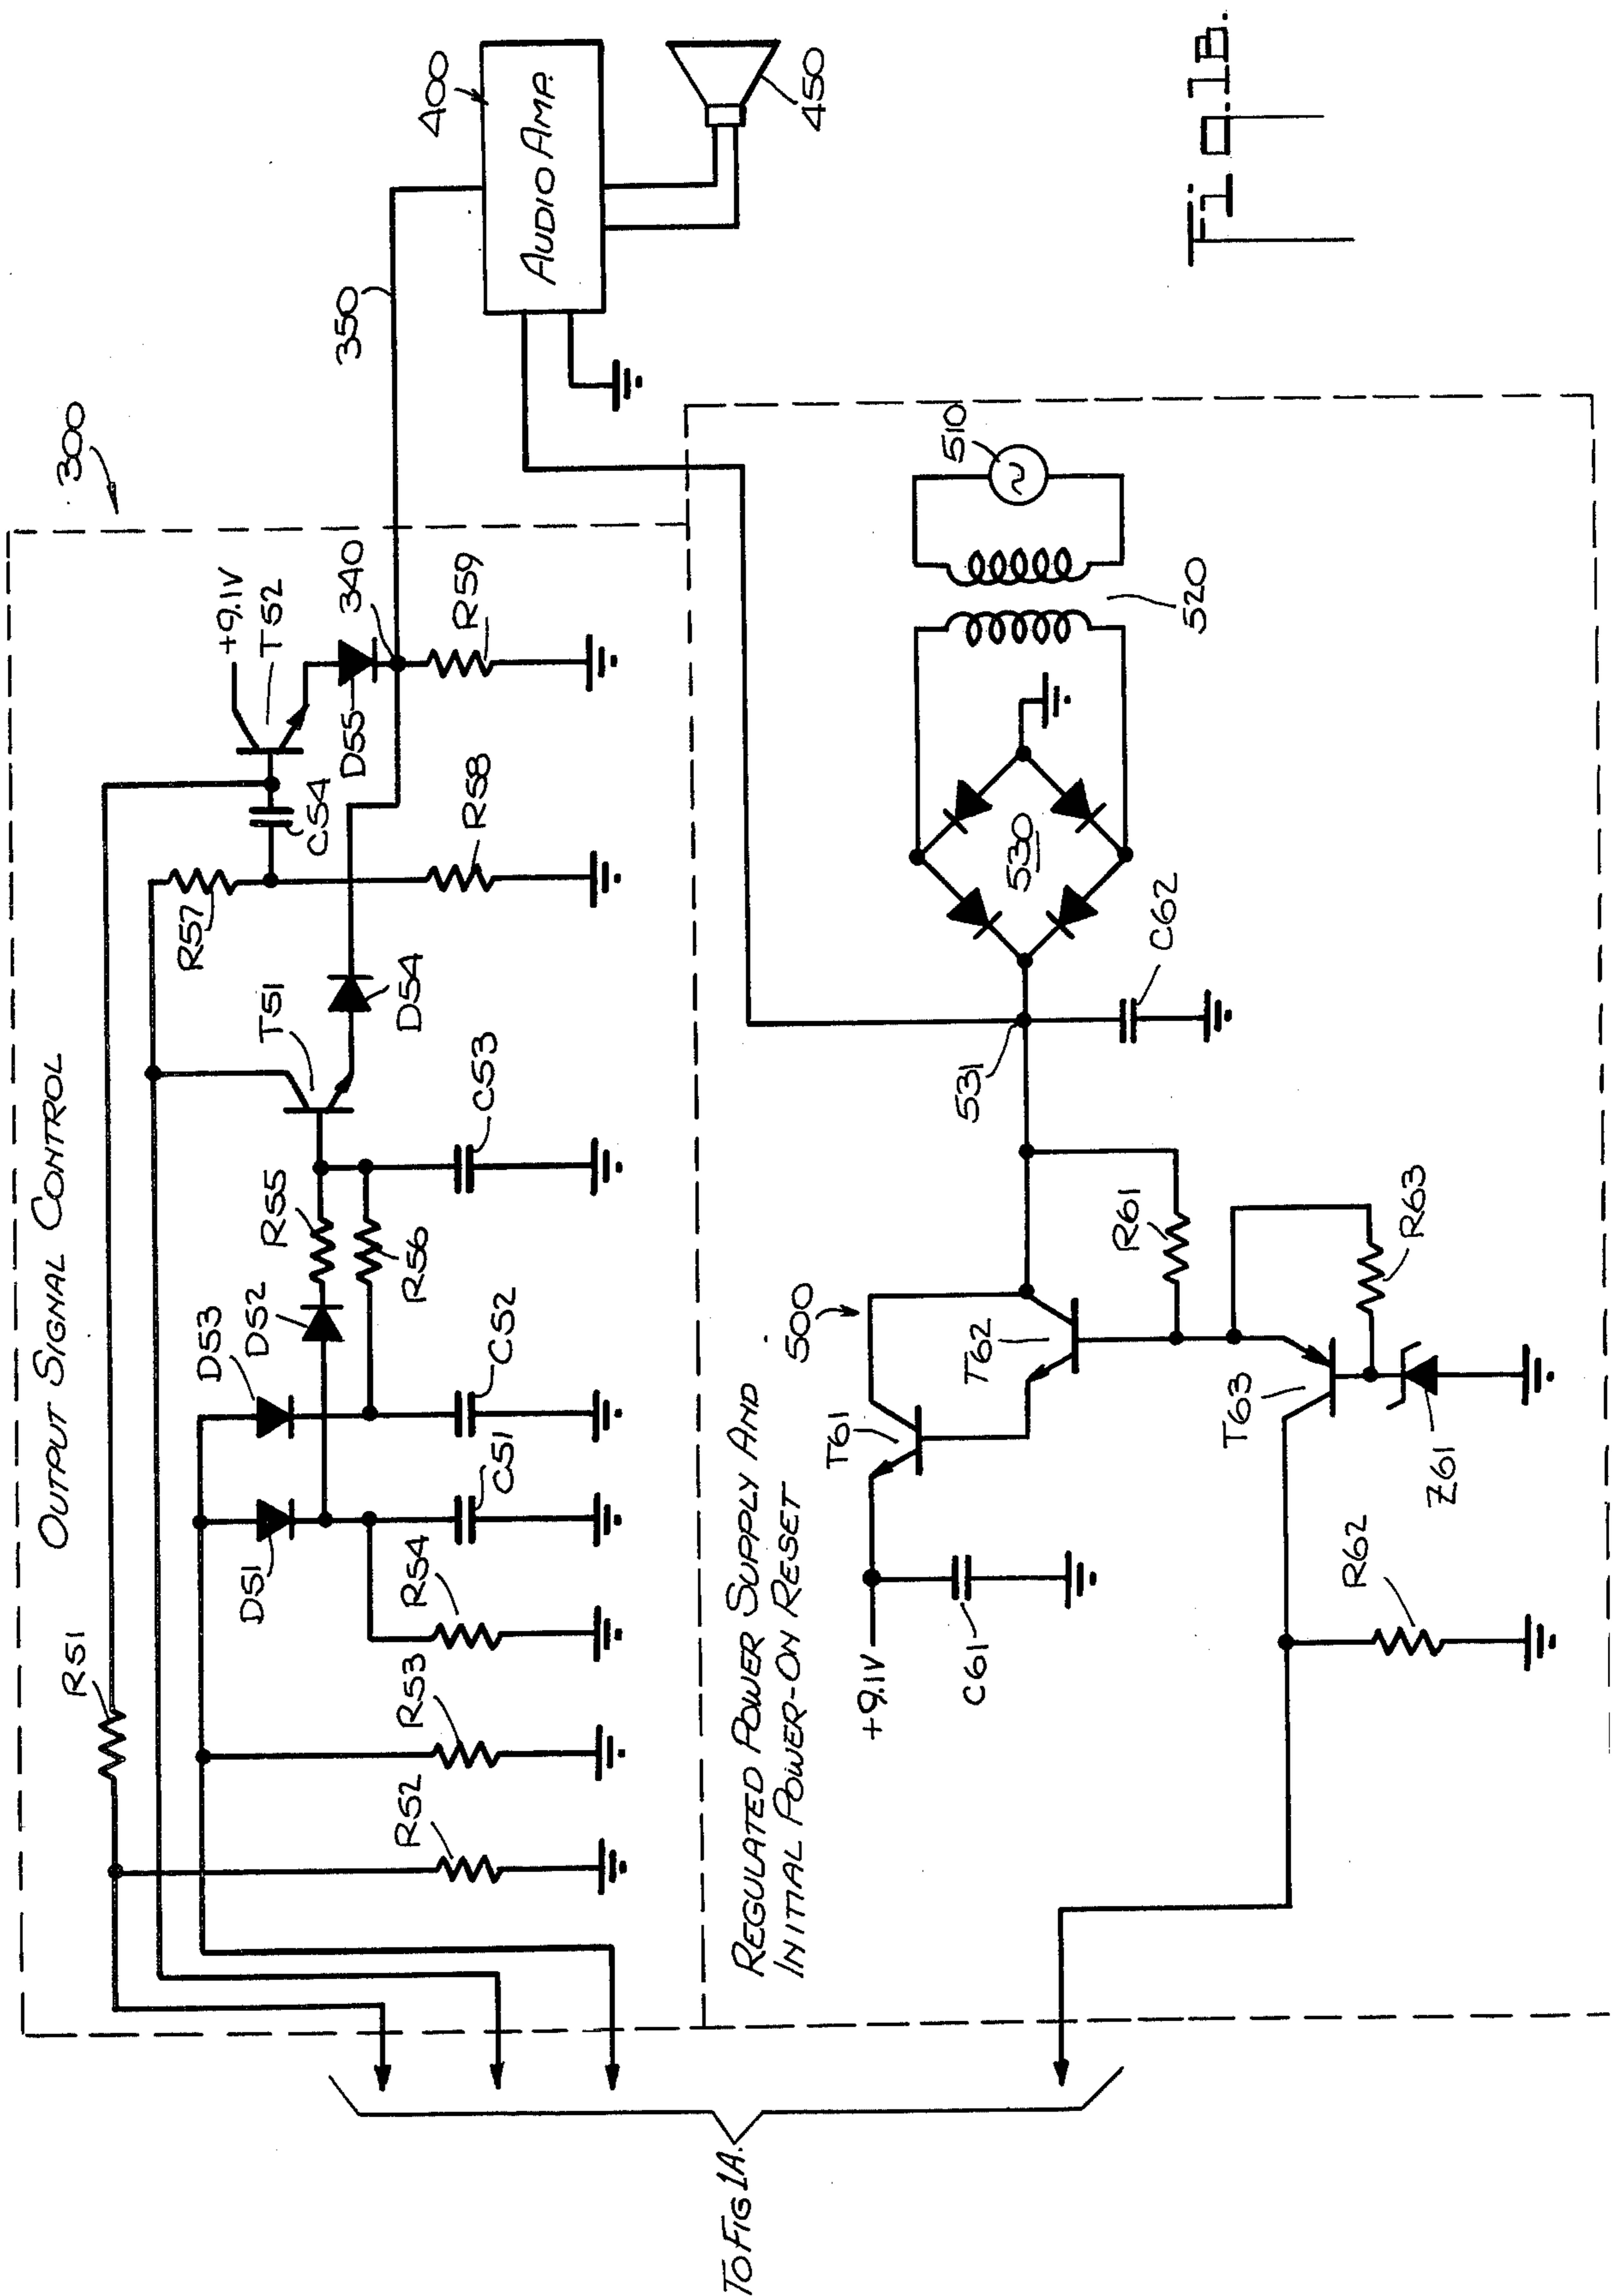 300
OUTPUT SIGNAL CONTROL
R51
+9.1V
T52
D55
340
350
400
AUDIO AMP.
450
R57
C54
R58
R59
T51
D54
D53
D52
R55
R56
C53
D51
C52
C51
R54
R53
R52
REGULATED POWER SUPPLY AND
INITIAL POWER-ON RESET
500
T61
T62
+9.1V
C61
531
530
510
520
C62
R61
R63
T63
Z61
R62
TO FIG 1A.
Fig. 1B.